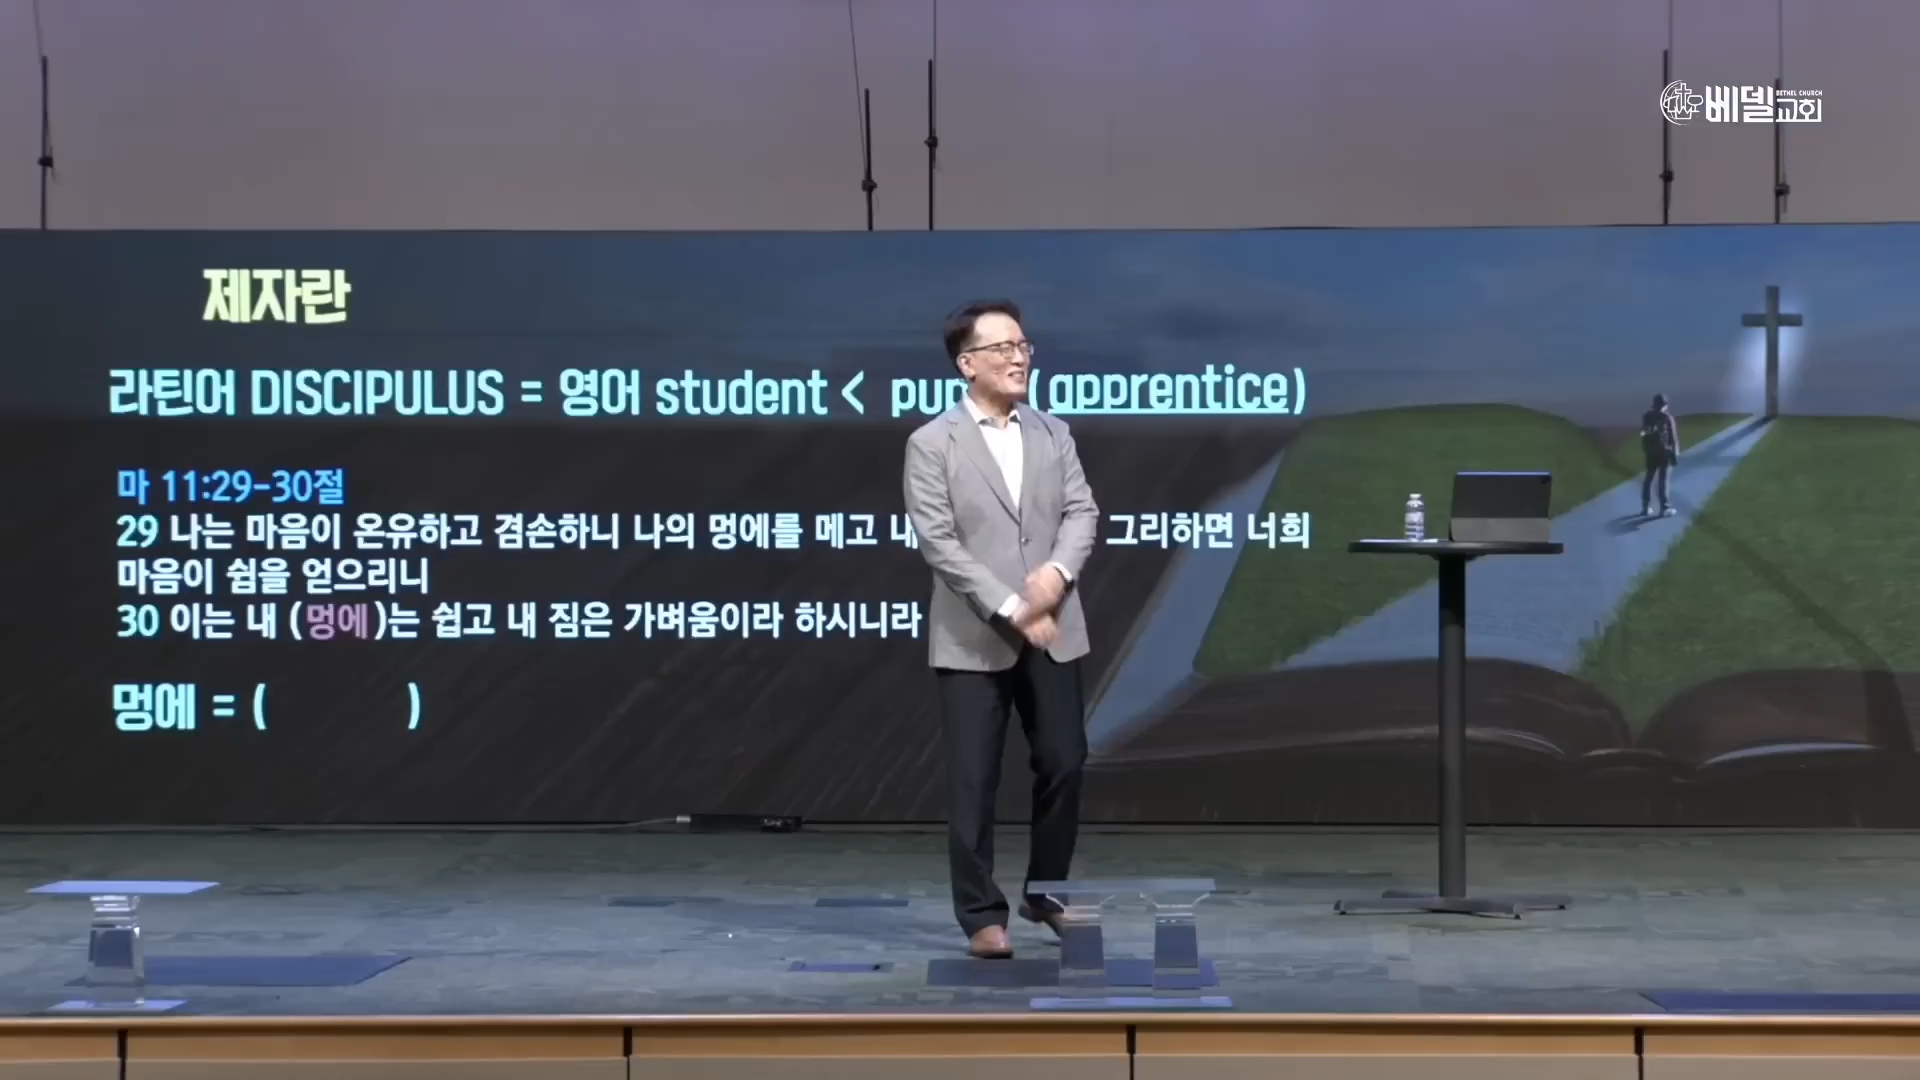 베델교회
BETHEL CHURCH
제자란
라틴어 DISCIPULUS = 영어 student < (apprentice)
마 11:29-30절
29 나는 마음이 온유하고 겸손하니 나의 멍에를 메고 그리하면 너희
마음이 쉼을 얻으리니
30 이는 내 (멍에)는 쉽고 내 짐은 가벼움이라 하시니라
멍에 = ( )